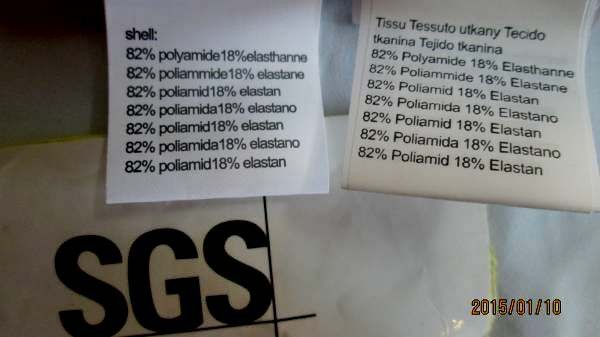 shell:
82% polyamide18%elasthanne
82% poliammide18% elastane
82% poliamid18% elastan
82% poliamida18% elastano
82% poliamid18% elastan
82% poliamida18% elastano
82% poliamid18% elastan
Tissu Tessuto utkany Tecido
tkanina Tejido tkanina
82% Polyamide 18% Elasthanne
82% Poliammide 18% Elastane
82% Poliamid 18% Elastan
82% Poliamida 18% Elastano
82% Poliamid 18% Elastan
82% Poliamida 18% Elastano
82% Poliamid 18% Elastan
SGS
2015/01/10